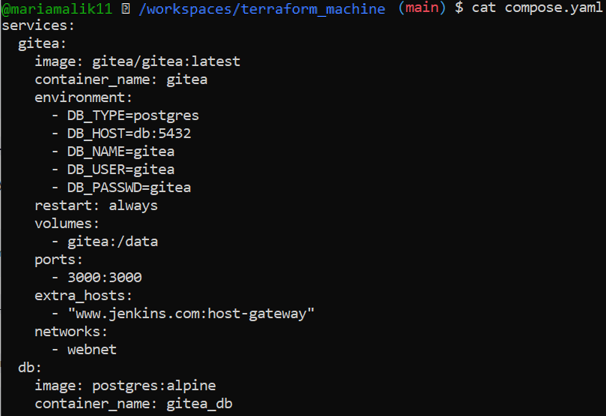 @mariamalik11 /workspaces/terraform_machine (main) $ cat compose.yaml
services:
  gitea:
    image: gitea/gitea:latest
    container_name: gitea
    environment:
      - DB_TYPE=postgres
      - DB_HOST=db:5432
      - DB_NAME=gitea
      - DB_USER=gitea
      - DB_PASSWD=gitea
    restart: always
    volumes:
      - gitea:/data
    ports:
      - 3000:3000
    extra_hosts:
      - "www.jenkins.com:host-gateway"
    networks:
      - webnet
  db:
    image: postgres:alpine
    container_name: gitea_db